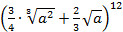 (3/4 · ∛a² + 2/3 √a)¹²